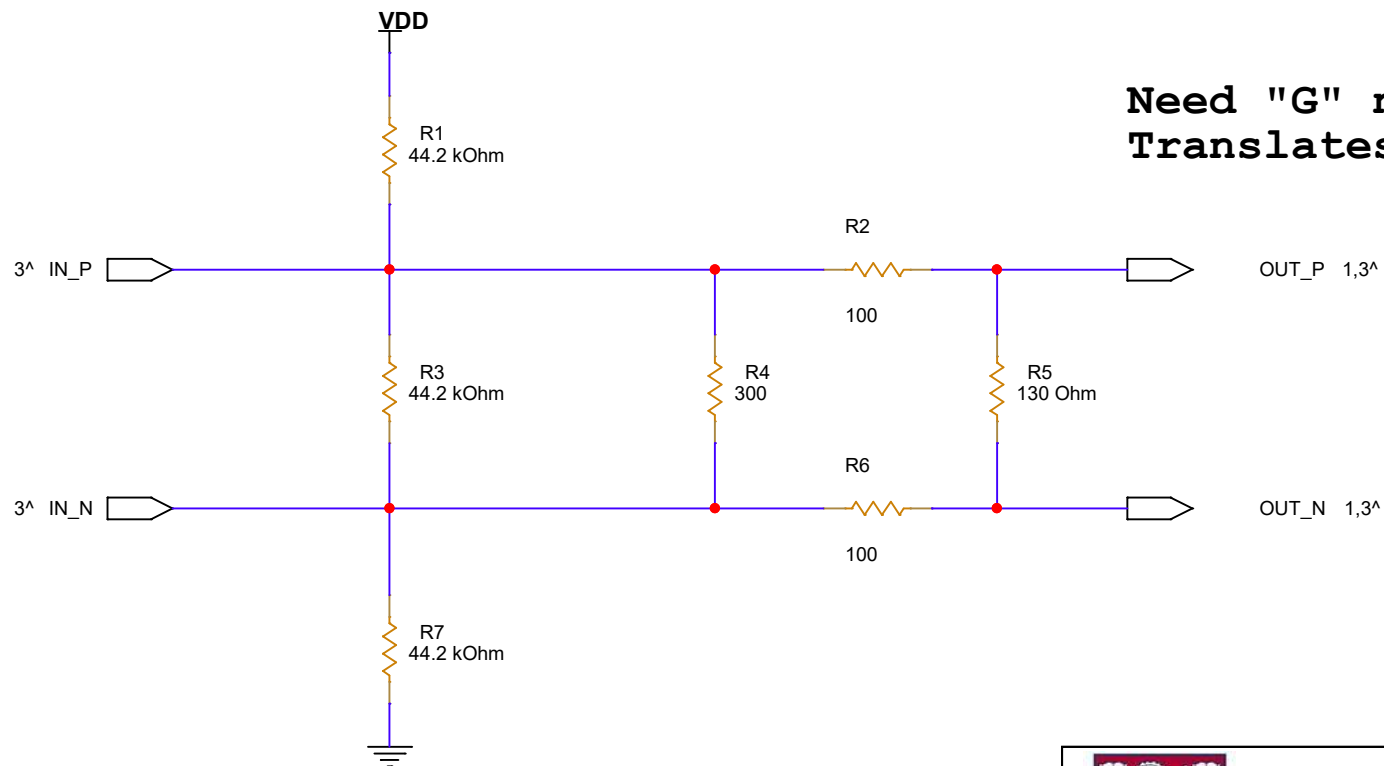 VDD
Need "G"
Translates
R1
44.2 kOhm
R2
3^ IN_P
OUT_P 1,3^
100
R3
44.2 kOhm
R4
300
R5
130 Ohm
R6
3^ IN_N
OUT_N 1,3^
100
R7
44.2 kOhm